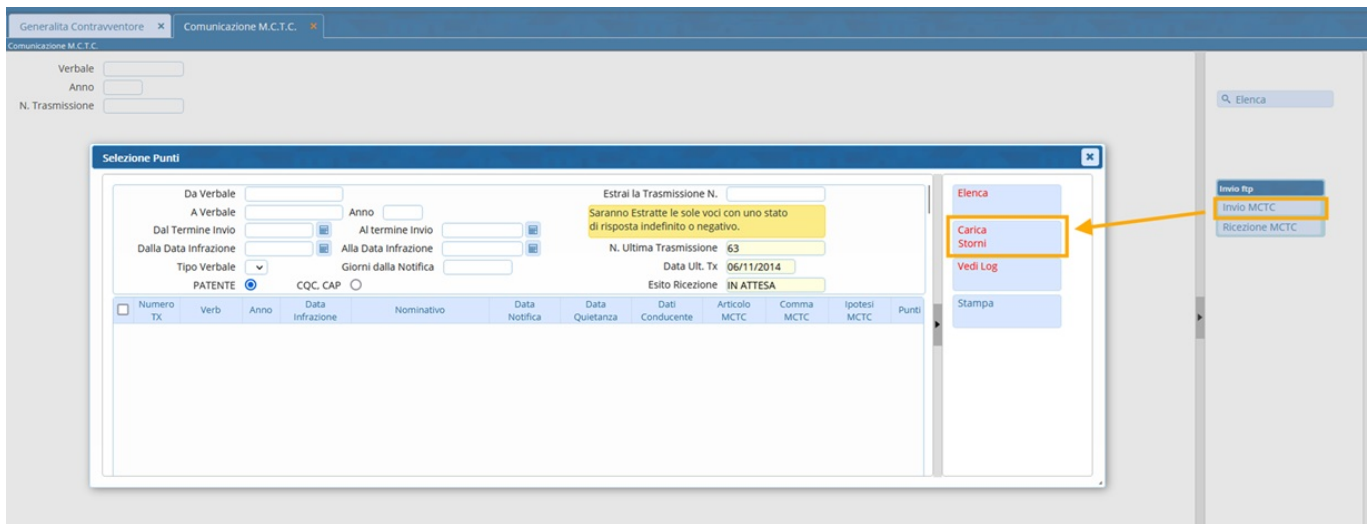 Generalita Contravventore
Comunicazione M.C.T.C.
Comunicazione M.C.T.C.
Verbale
Anno
N. Trasmissione
Elenca
Invio ftp
Invio MCTC
Ricezione MCTC
Selezione Punti
Da Verbale
Estrai la Trasmissione N.
A Verbale
Anno
Saranno Estratte le sole voci con uno stato
di risposta indefinito o negativo.
Dal Termine Invio
Al termine Invio
Dalla Data Infrazione
Alla Data Infrazione
N. Ultima Trasmissione 63
Tipo Verbale
Giorni dalla Notifica
Data Ult. Tx 06/11/2014
PATENTE
CQC. CAP
Esito Ricezione IN ATTESA
Numero TX
Verb
Anno
Data Infrazione
Nominativo
Data Notifica
Data Quietanza
Dati Conducente
Articolo MCTC
Comma MCTC
Ipotesi MCTC
Punti
Elenca
Carica
Storni
Vedi Log
Stampa